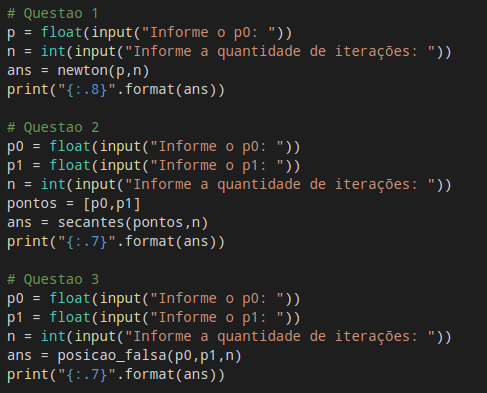 # Questao 1
p = float(input("Informe o p0: "))
n = int(input("Informe a quantidade de iterações: "))
ans = newton(p,n)
print("{:.8}".format(ans))

# Questao 2
p0 = float(input("Informe o p0: "))
p1 = float(input("Informe o p1: "))
n = int(input("Informe a quantidade de iterações: "))
pontos = [p0,p1]
ans = secantes(pontos,n)
print("{:.7}".format(ans))

# Questao 3
p0 = float(input("Informe o p0: "))
p1 = float(input("Informe o p1: "))
n = int(input("Informe a quantidade de iterações: "))
ans = posicao_falsa(p0,p1,n)
print("{:.7}".format(ans))